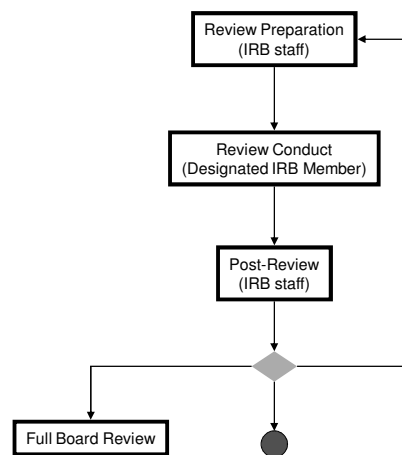 Review Preparation
(IRB staff)
Review Conduct
(Designated IRB Member)
Post-Review
(IRB staff)
Full Board Review